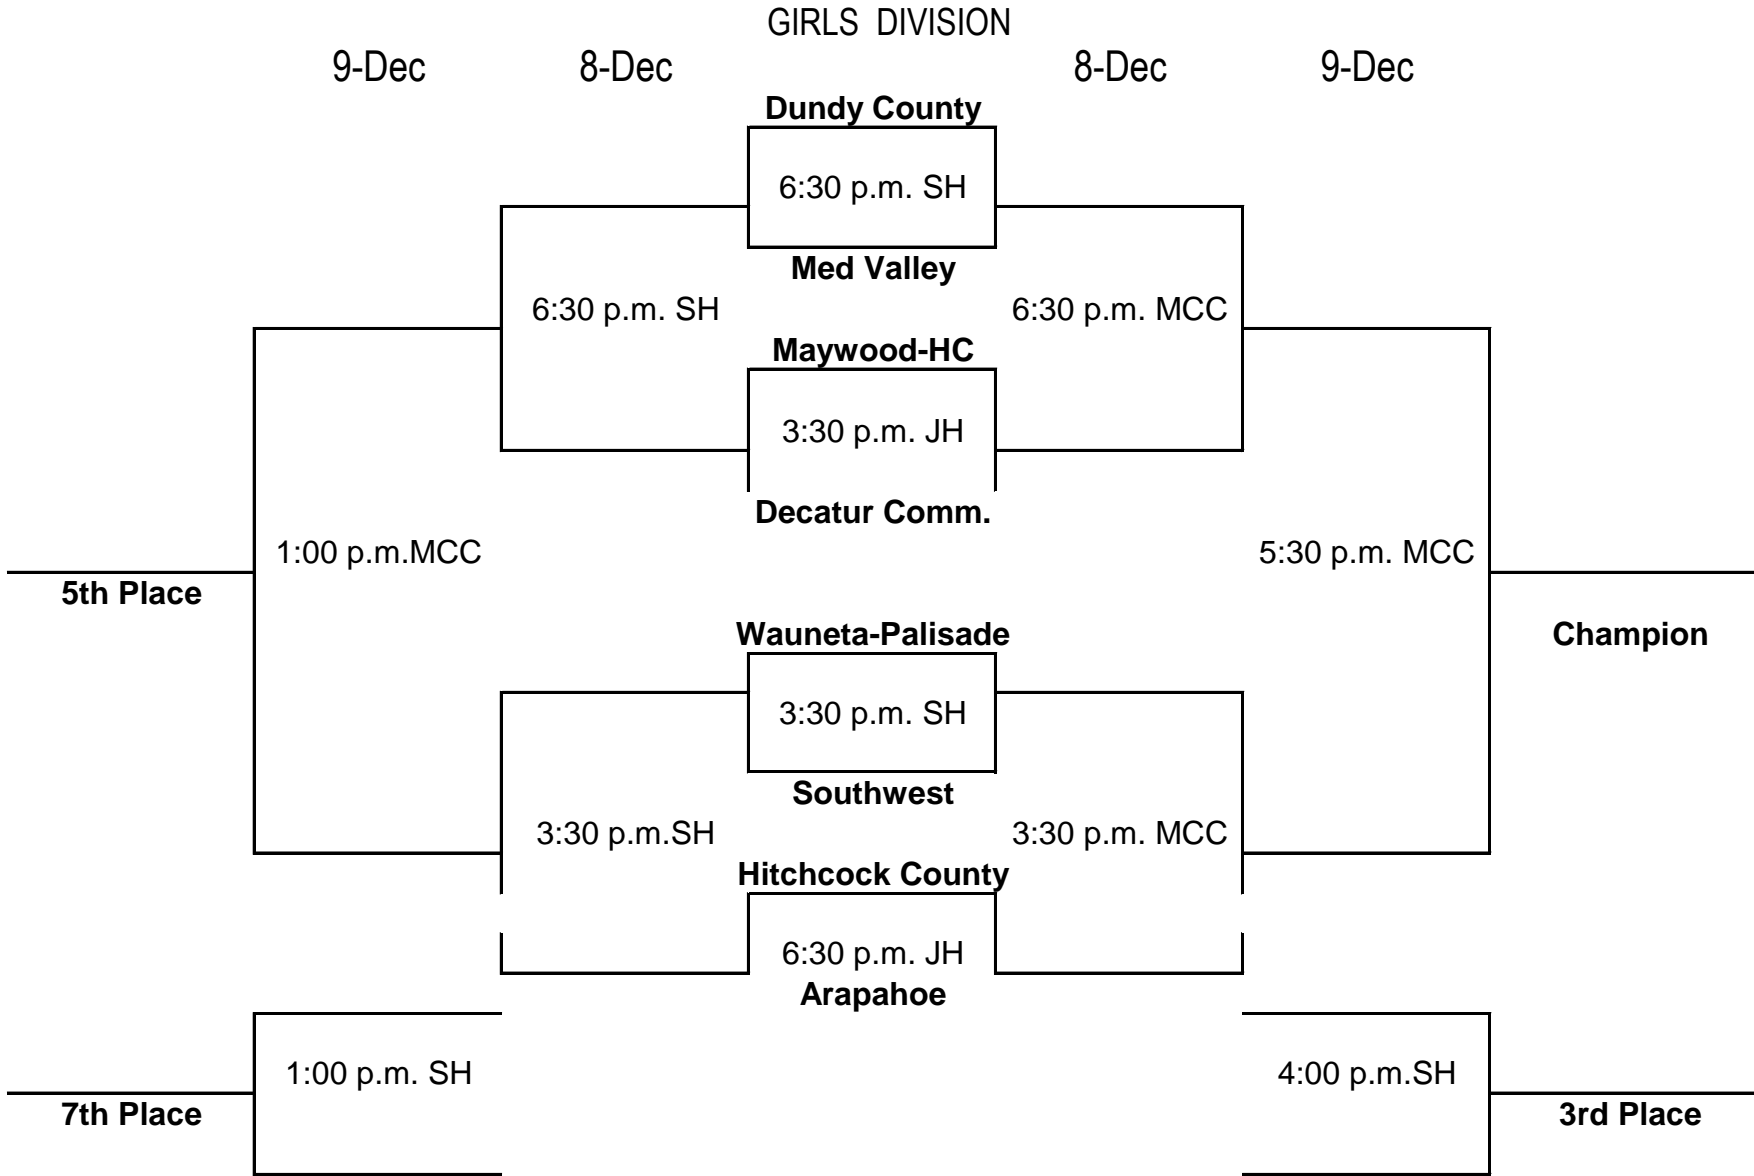 GIRLS DIVISION
9-Dec 8-Dec 8-Dec 9-Dec
Dundy County
6:30 p.m. SH
Med Valley
6:30 p.m. SH 6:30 p.m. MCC
Maywood-HC
3:30 p.m. JH
Decatur Comm.
1:00 p.m.MCC 5:30 p.m. MCC
5th Place
Wauneta-Palisade Champion
3:30 p.m. SH
Southwest
3:30 p.m.SH 3:30 p.m. MCC
Hitchcock County
6:30 p.m. JH
Arapahoe
1:00 p.m. SH 4:00 p.m.SH
7th Place 3rd Place